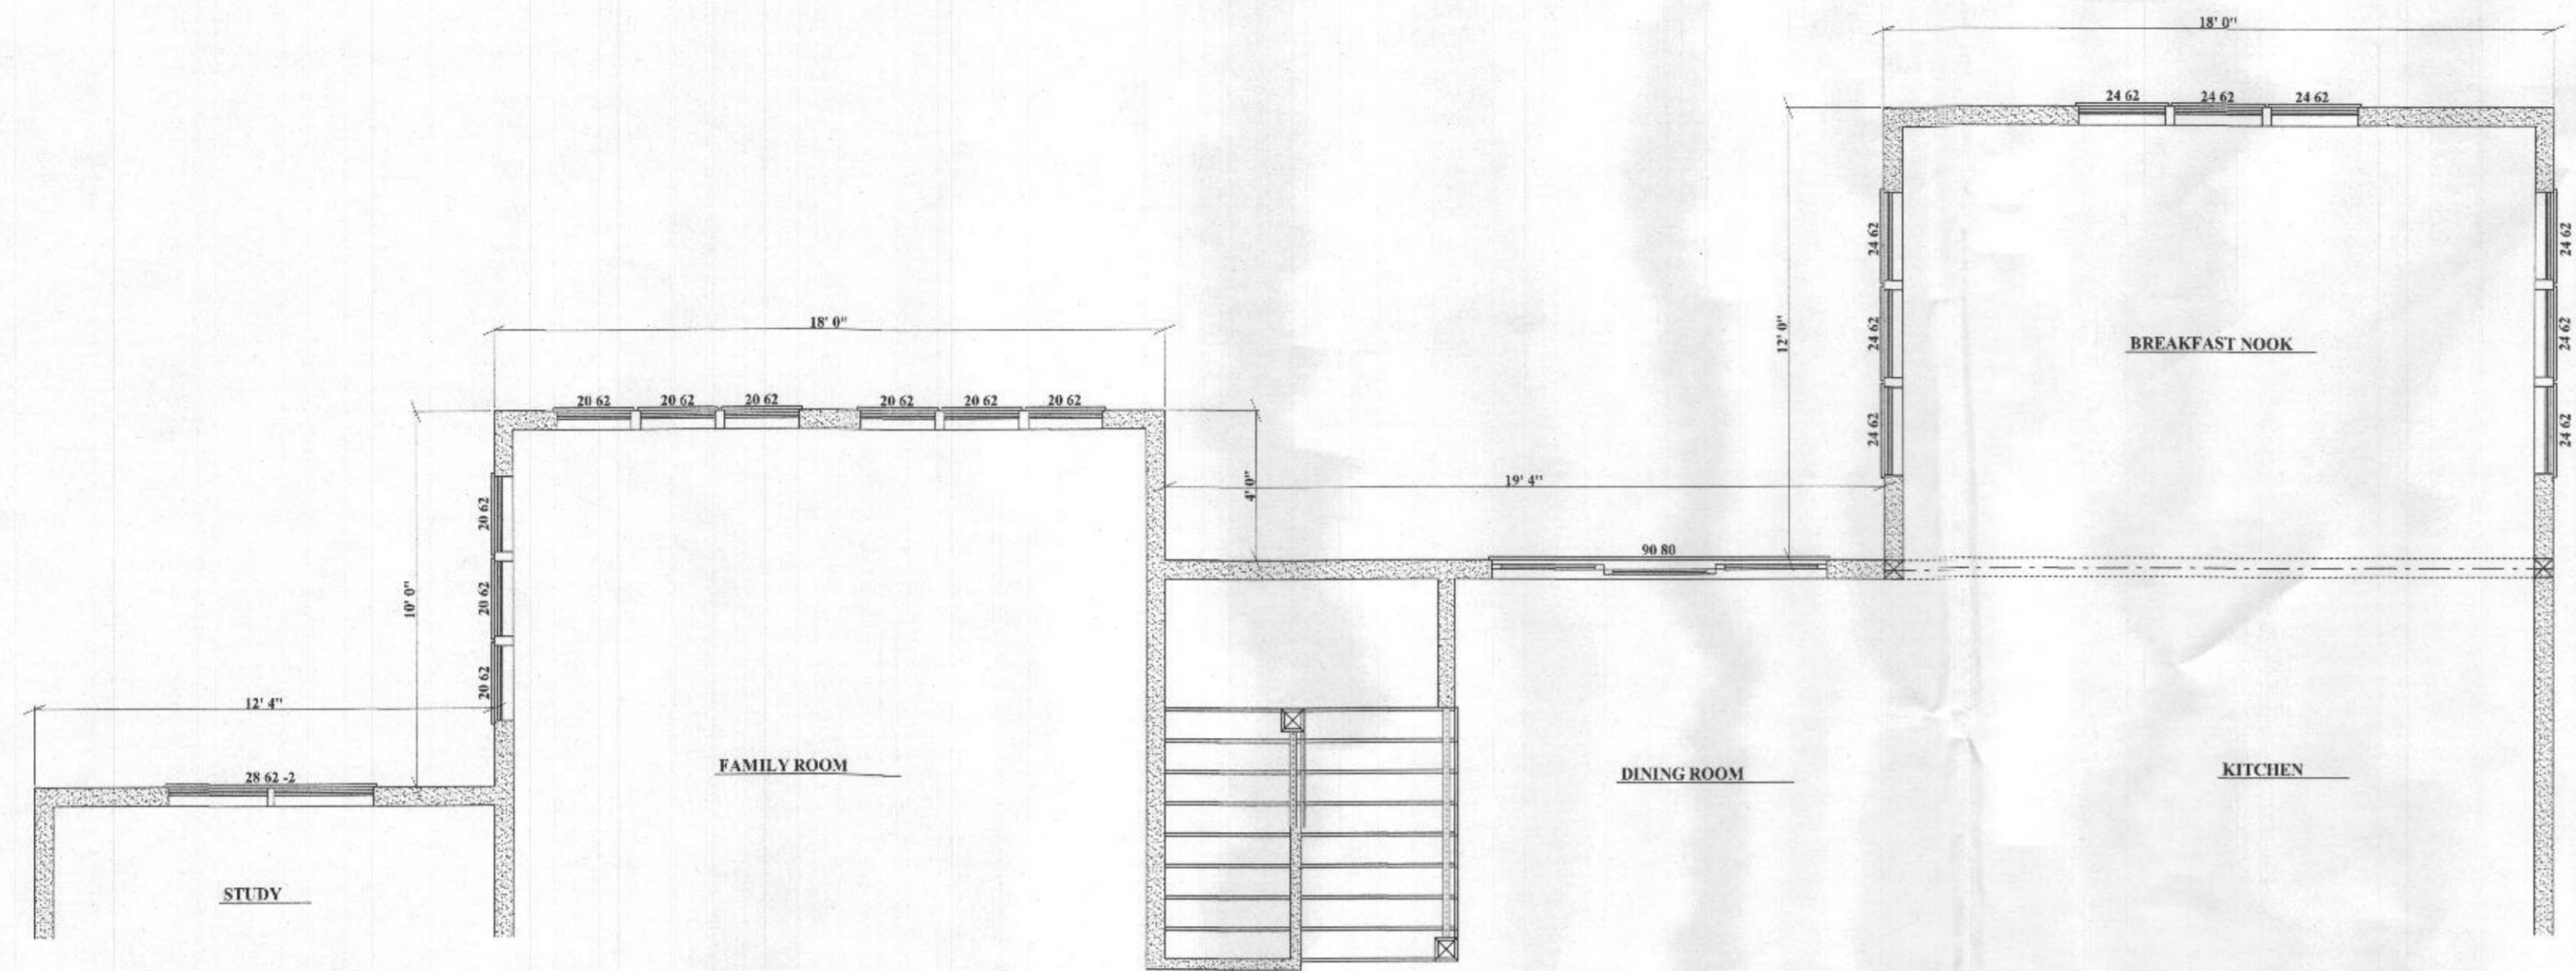 18' 0"
24 62 24 62 24 62
24 62
24 62
24 62
24 62
24 62
24 62
12' 0"
BREAKFAST NOOK
18' 0"
20 62 20 62 20 62 20 62 20 62 20 62
4' 0"
19' 4"
20 62
20 62
20 62
10' 0"
90 80
12' 4"
28 62 -2
FAMILY ROOM
DINING ROOM
KITCHEN
STUDY